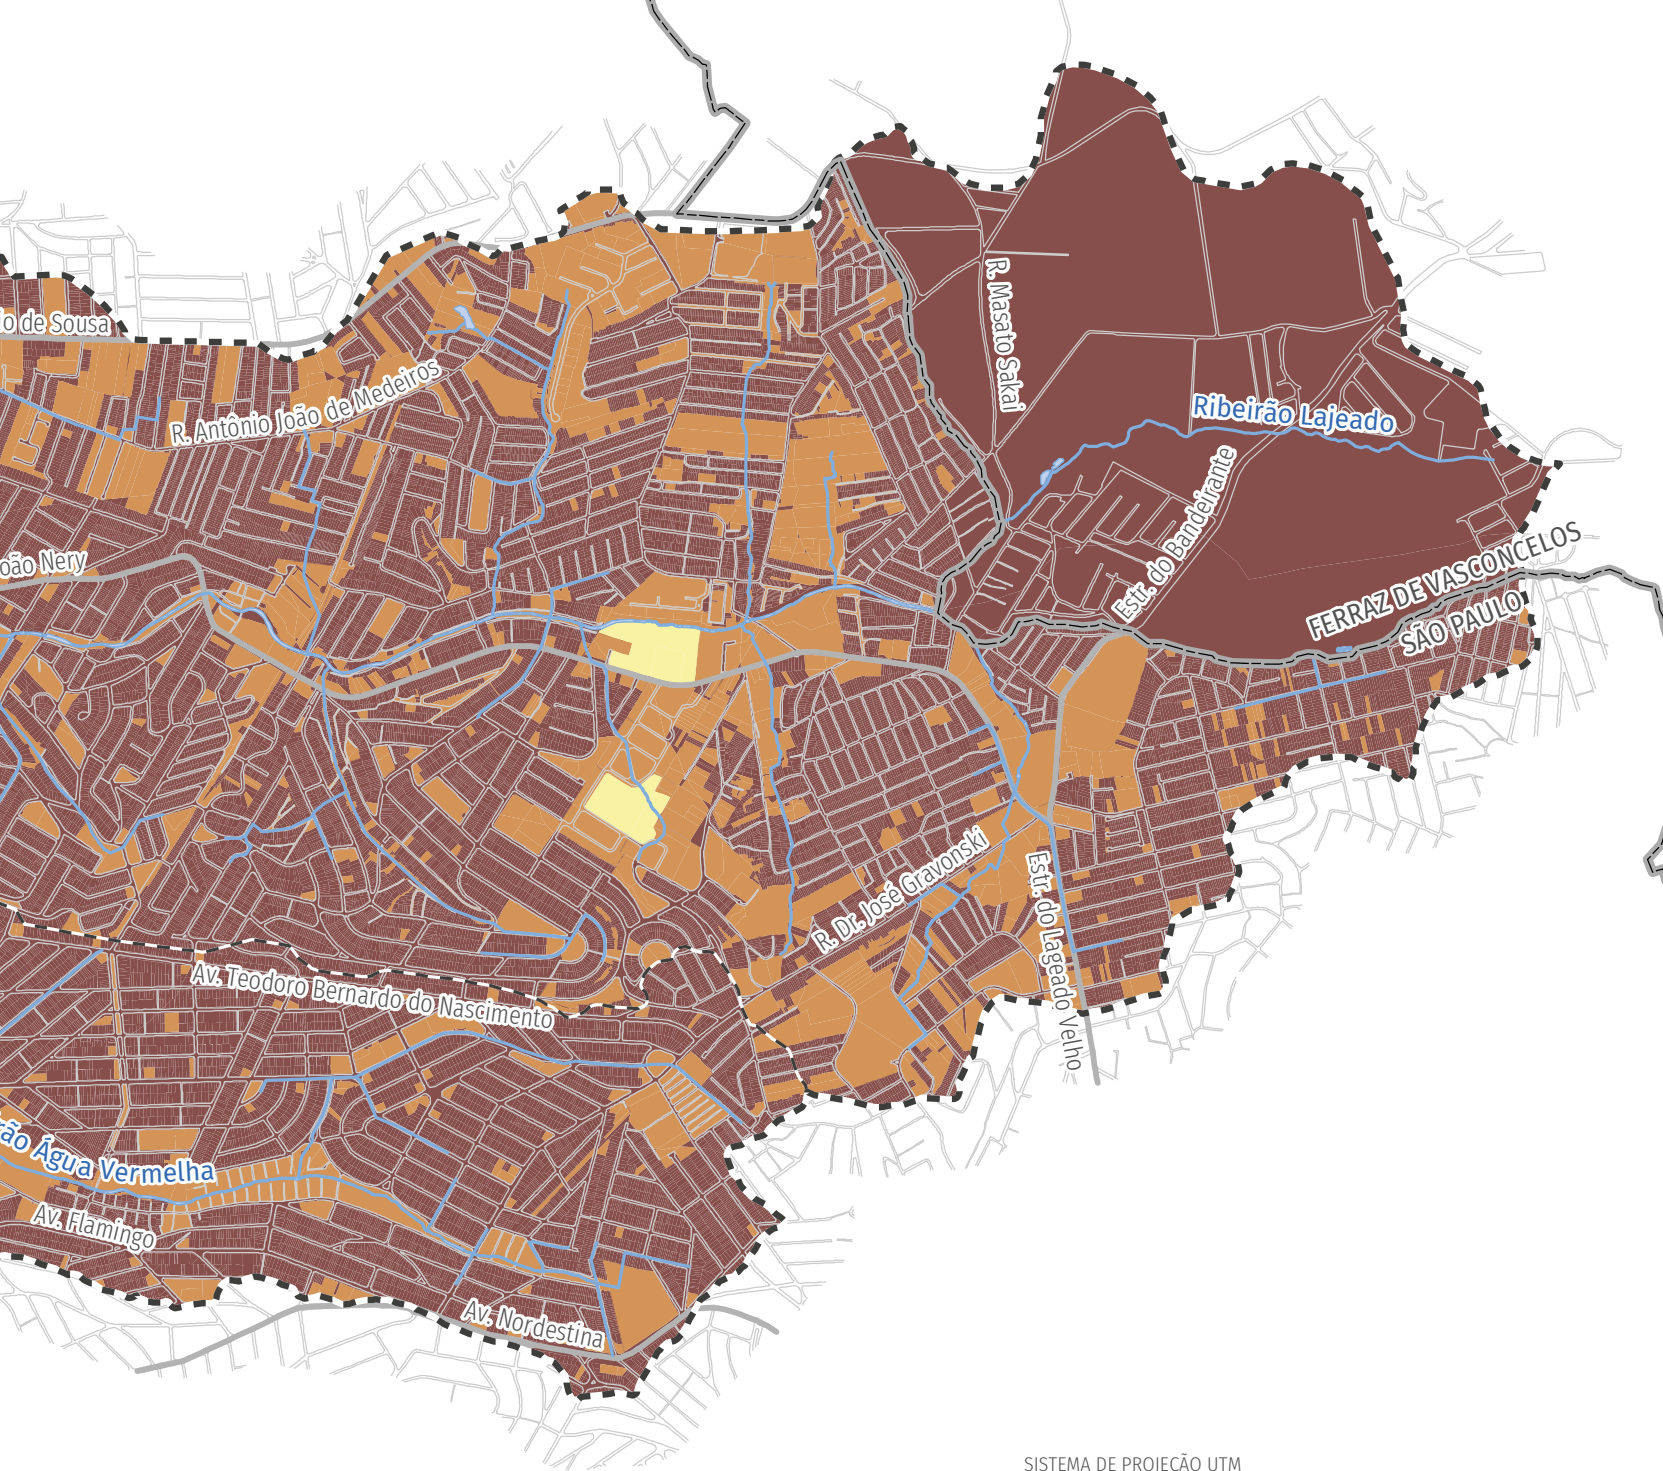 io de Sousa
R. Antônio João de Medeiros
R. Masato Sakai
Ribeirão Lajeado
Estr. do Bandeirante
FERRAZ DE VASCONCELOS
SÃO PAULO
oão Nery
R. Dr. José Gravonski
Estr. do Lageado Velho
Av. Teodoro Bernardo do Nascimento
rão Água Vermelha
Av. Flamingo
Av. Nordestina
SISTEMA DE PROJEÇÃO UTM